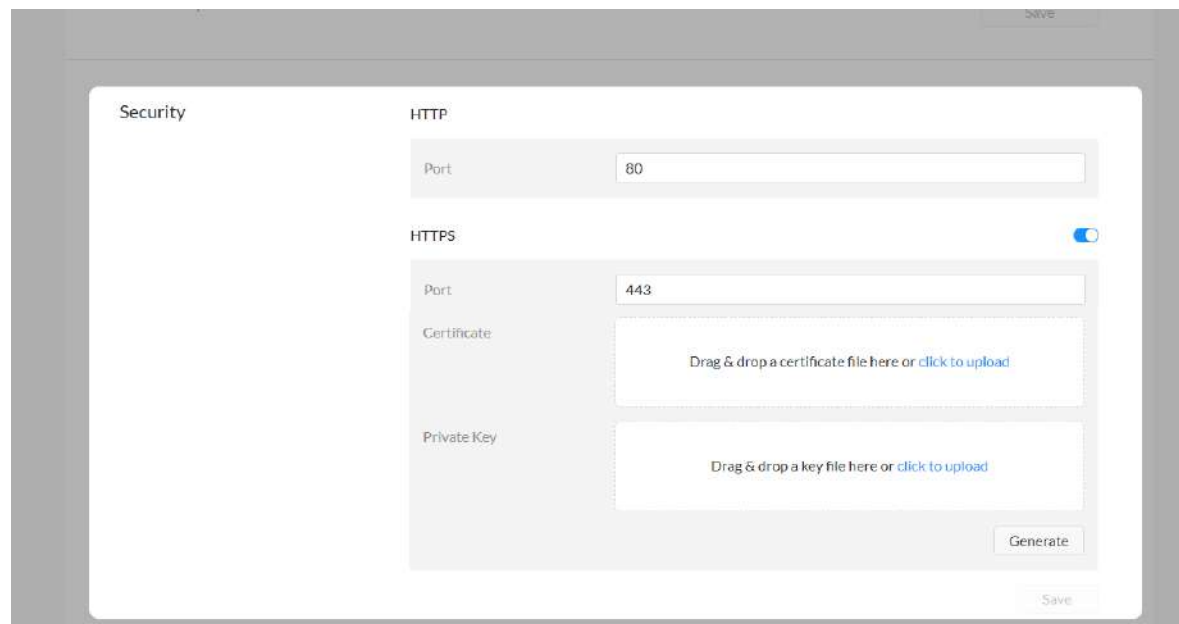 Save
Security
HTTP
Port
80
HTTPS
Port
443
Certificate
Drag & drop a certificate file here or click to upload
Private Key
Drag & drop a key file here or click to upload
Generate
Save